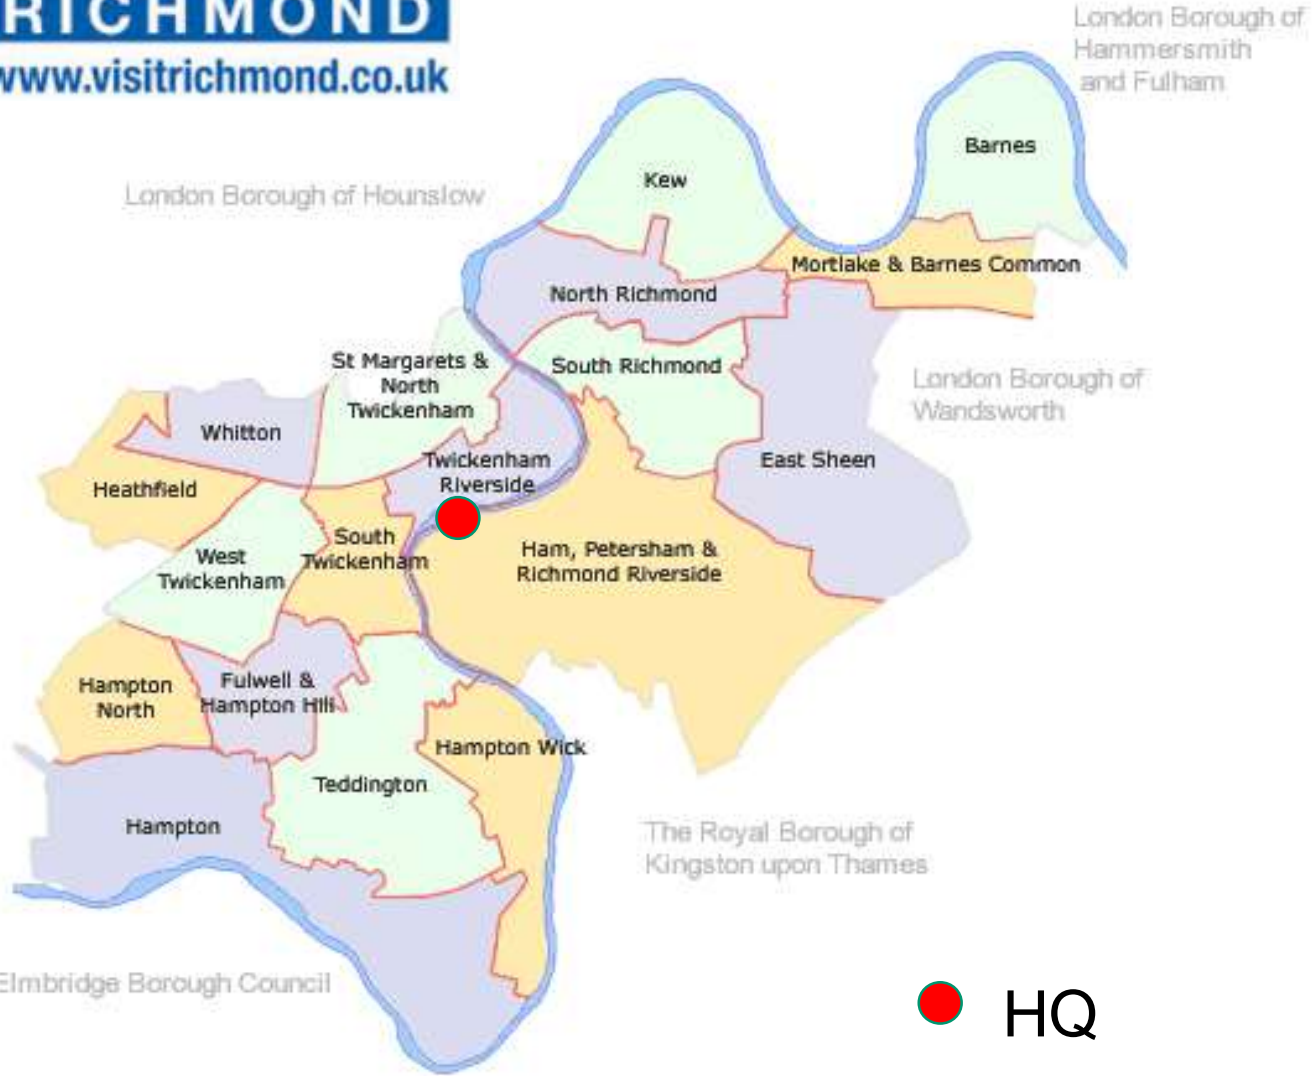 RICHMOND
www.visitrichmond.co.uk
London Borough of
Hammersmith
and Fulham
Barnes
Kew
London Borough of Hounslow
Mortlake & Barnes Common
North Richmond
St Margarets &
North
Twickenham
South Richmond
London Borough of
Wandsworth
Whitton
Twickenham
Riverside
East Sheen
Heathfield
South
Twickenham
West
Twickenham
Ham, Petersham &
Richmond Riverside
Hampton
North
Fulwell &
Hampton Hill
Hampton Wick
Teddington
Hampton
The Royal Borough of
Kingston upon Thames
Elmbridge Borough Council
HQ